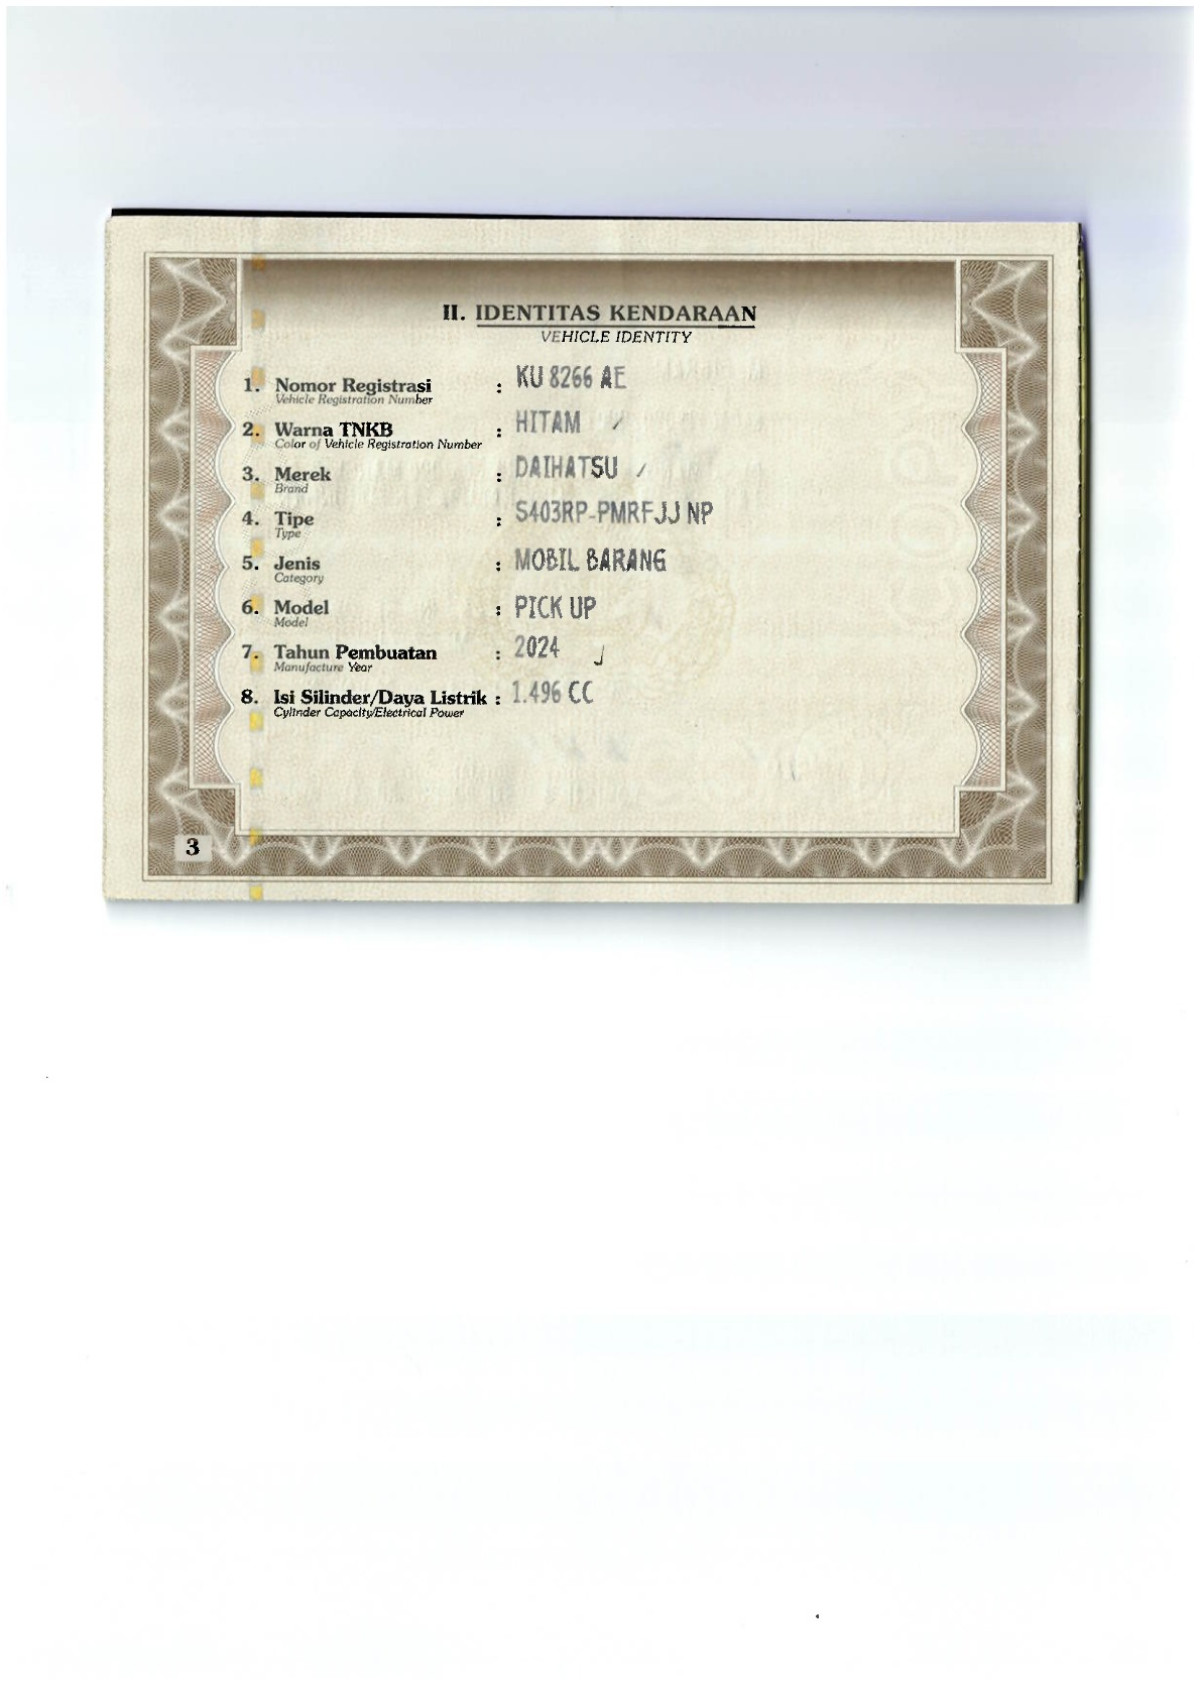 II. IDENTITAS KENDARAAN
VEHICLE IDENTITY
1. Nomor Registrasi : KU 8266 AE
Vehicle Registration Number
2. Warna TNKB : HITAM
Color of Vehicle Registration Number
3. Merek : DAIHATSU
Brand
4. Tipe : S403RP-PMRFJJ NP
Type
5. Jenis : MOBIL BARANG
Category
6. Model : PICK UP
Model
7. Tahun Pembuatan : 2024
Manufacture Year
8. Isi Silinder/Daya Listrik : 1.496 CC
Cylinder Capacity/Electrical Power
3